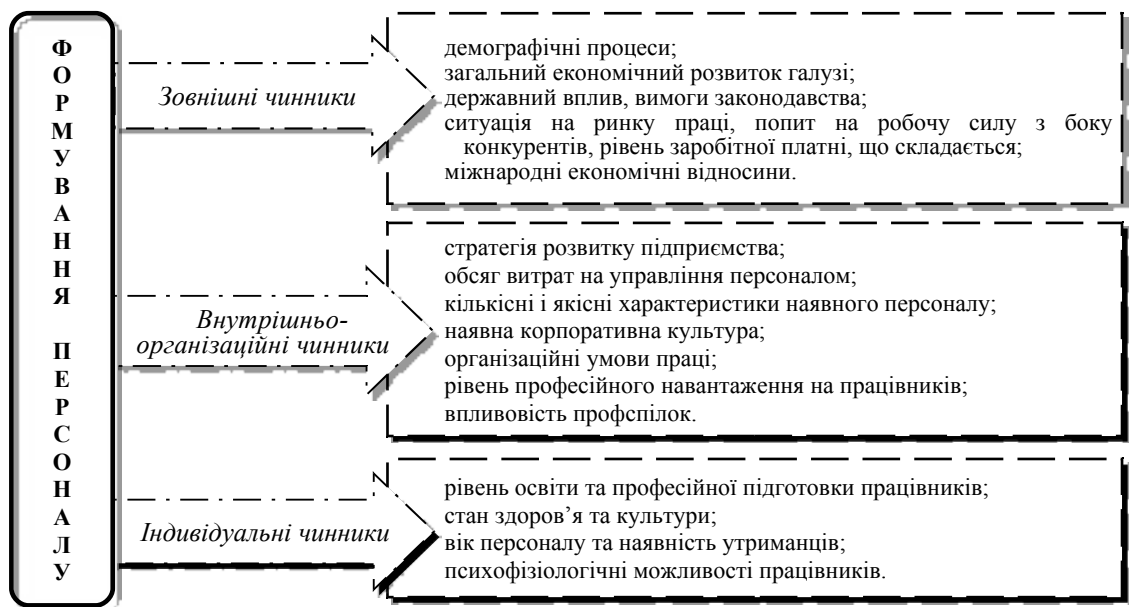 ФОРМУВАННЯ ПЕРСОНАЛУ
Зовнішні чинники
демографічні процеси;
загальний економічний розвиток галузі;
державний вплив, вимоги законодавства;
ситуація на ринку праці, попит на робочу силу з боку
конкурентів, рівень заробітної платні, що складається;
міжнародні економічні відносини.
Внутрішньо-
організаційні чинники
стратегія розвитку підприємства;
обсяг витрат на управління персоналом;
кількісні і якісні характеристики наявного персоналу;
наявна корпоративна культура;
організаційні умови праці;
рівень професійного навантаження на працівників;
впливовість профспілок.
Індивідуальні чинники
рівень освіти та професійної підготовки працівників;
стан здоров’я та культури;
вік персоналу та наявність утриманців;
психофізіологічні можливості працівників.